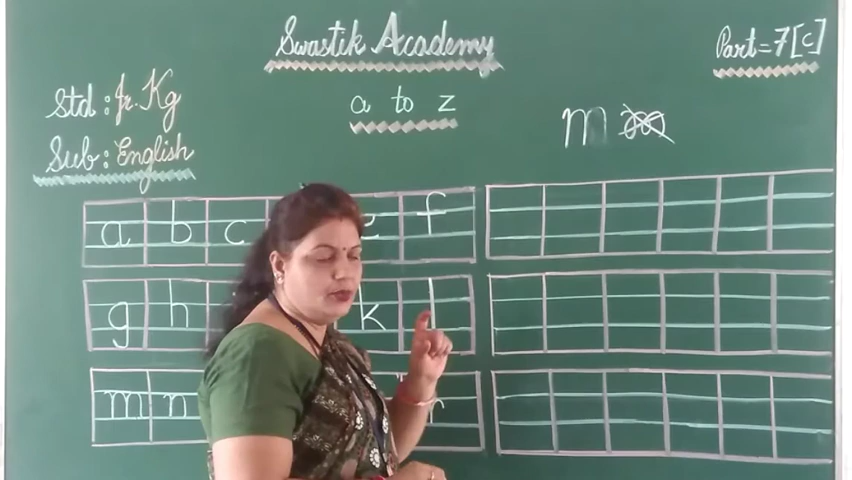 Swastik Academy
Part = 7[c]
Std : Jr. Kg
a to z
m
Sub : English
a b c e f
g h k l
m n r